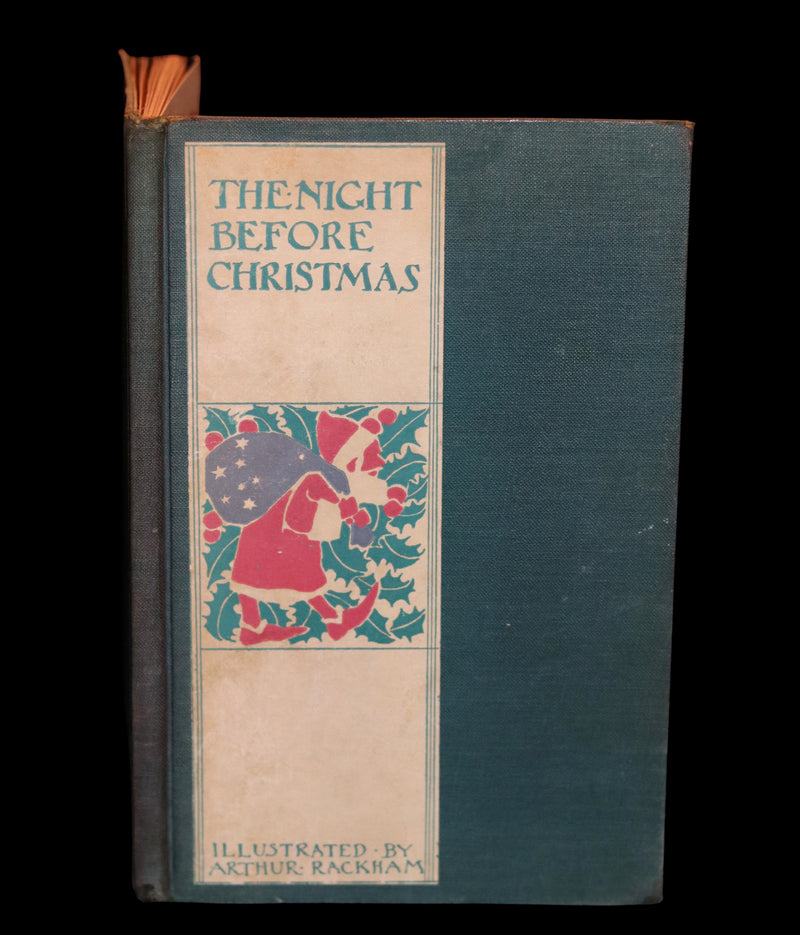 THE·NIGHT
BEFORE
CHRISTMAS
ILLUSTRATED·BY
ARTHUR·RACKHAM